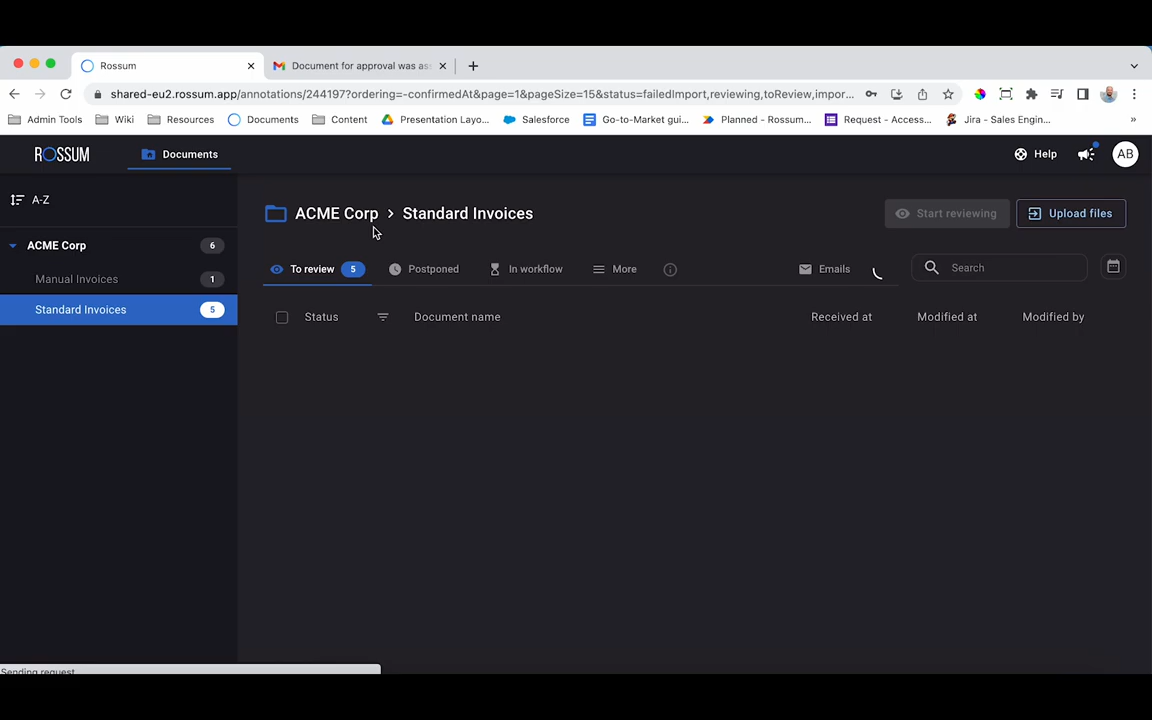 Rossum
Document for approval was as
shared-eu2.rossum.app/annotations/244197?ordering=-confirmedAt&page=1&pageSize=15&status=failedImport,reviewing,toReview,impor...
Admin Tools
Wiki
Resources
Documents
Content
Presentation Layo...
Salesforce
Go-to-Market gui...
Planned - Rossum...
Request - Access...
Jira - Sales Engin...
»
ROSSUM
Documents
Help
AB
A-Z
ACME Corp > Standard Invoices
Start reviewing
Upload files
ACME Corp 6
Manual Invoices 1
Standard Invoices 5
To review 5
Postponed
In workflow
More
Emails
Search
Status
Document name
Received at
Modified at
Modified by
Sending request